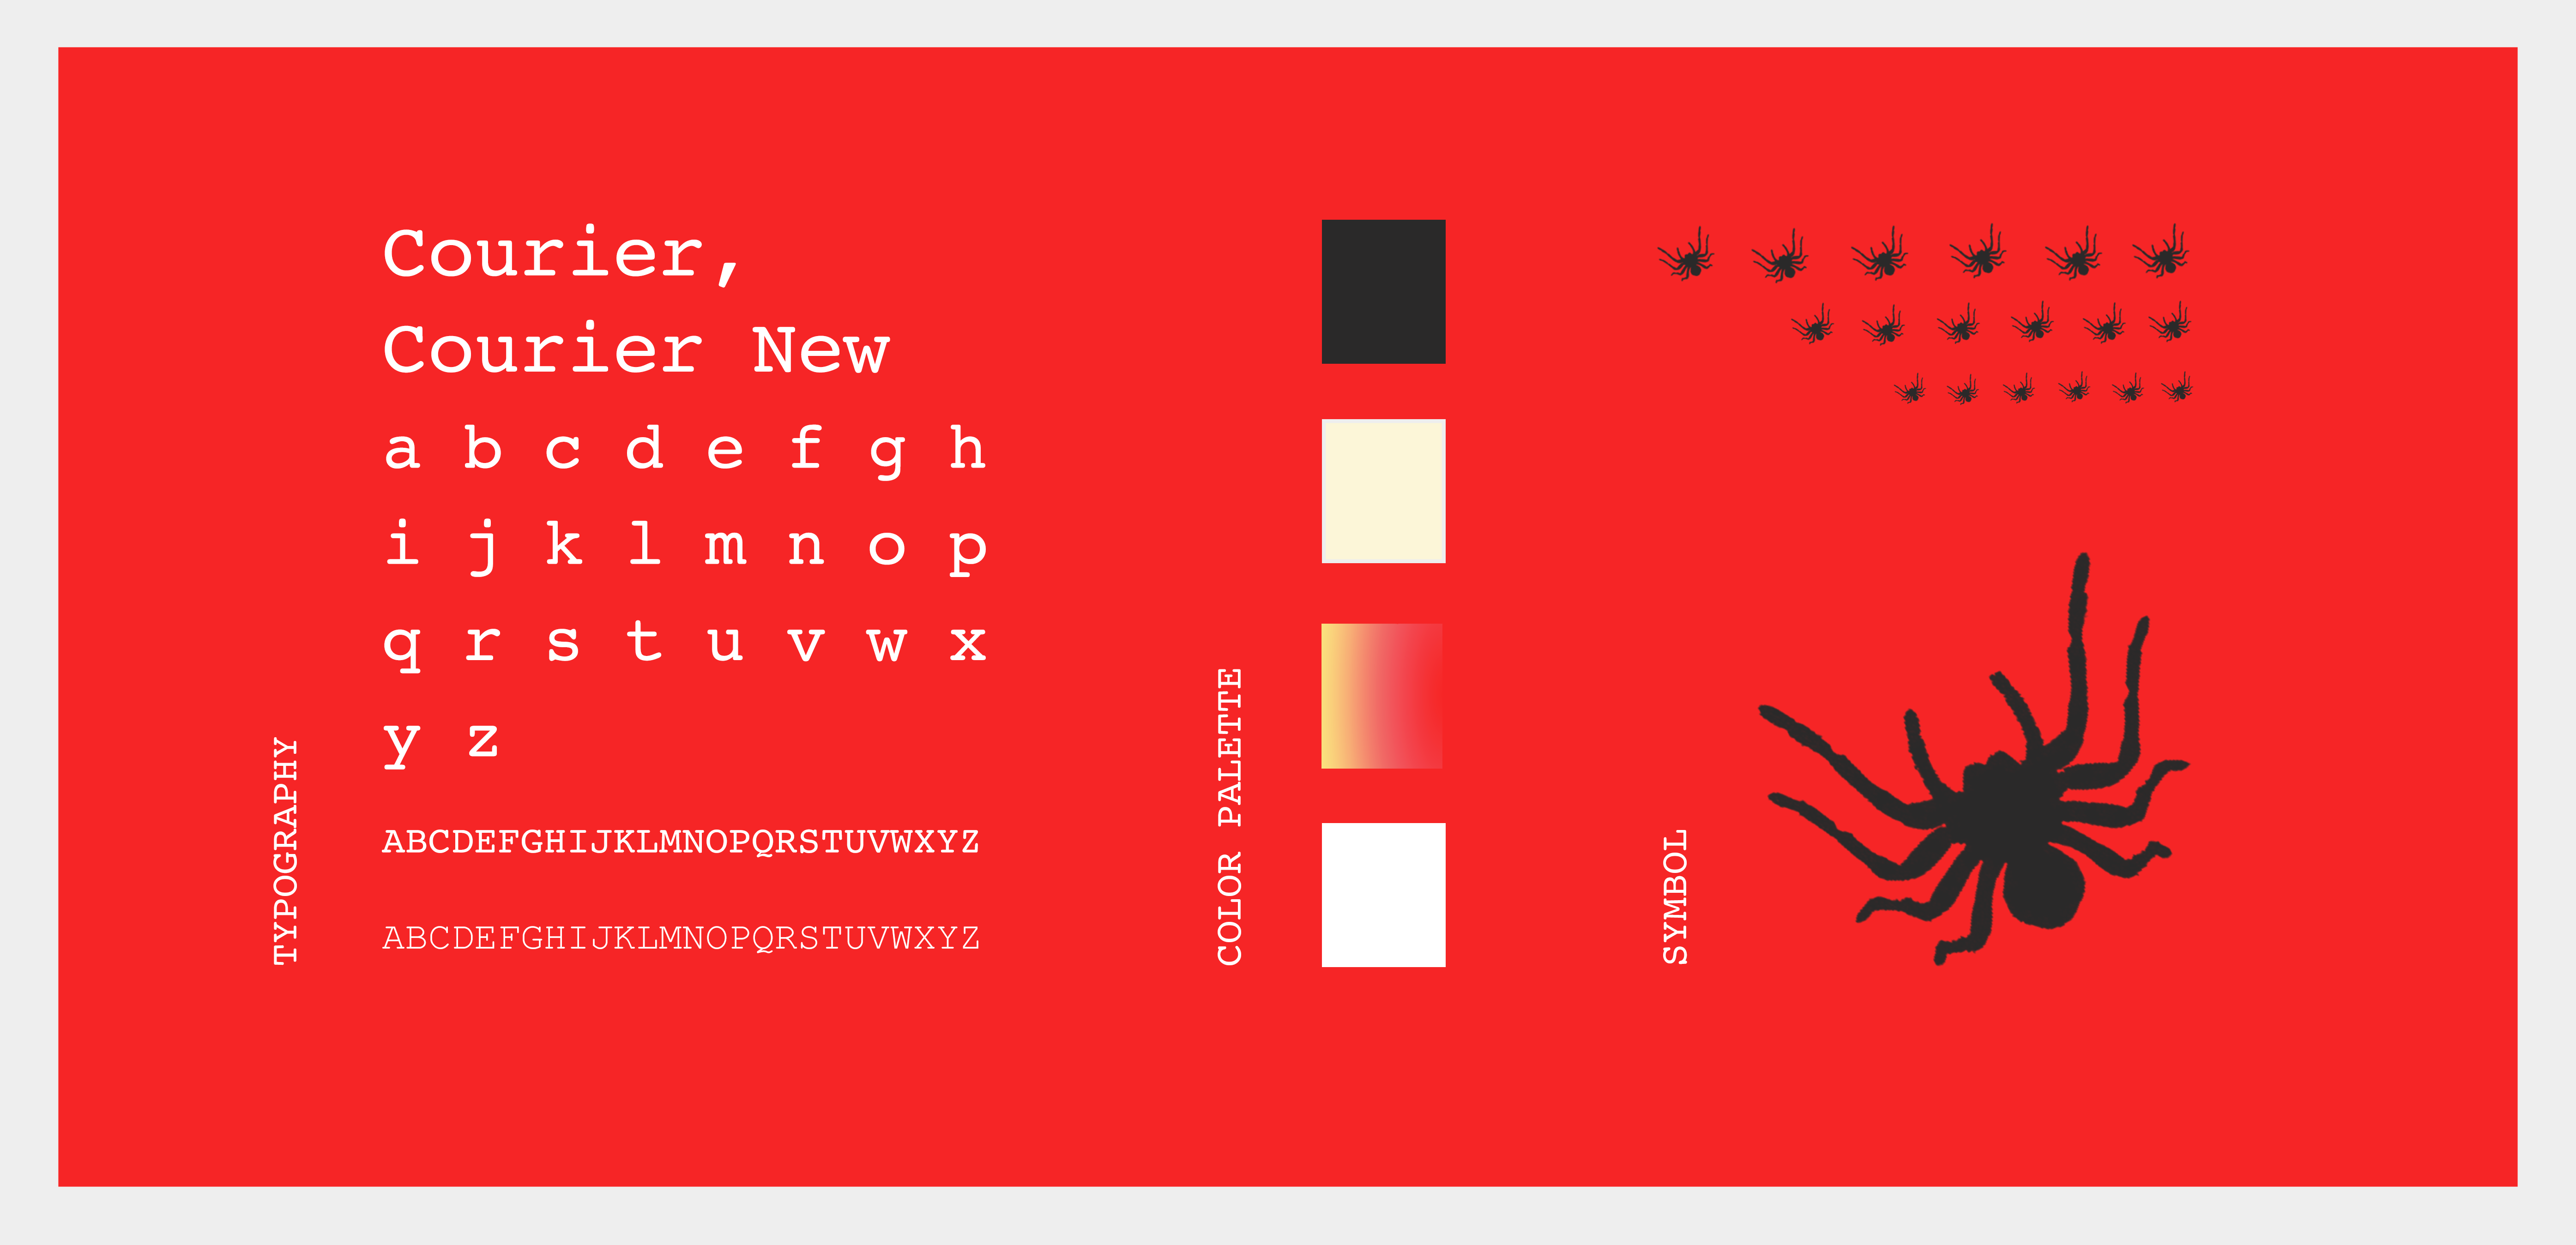 Courier,
Courier New
a b c d e f g h
i j k l m n o p
q r s t u v w x
y z
ABCDEFGHIJKLMNOPQRSTUVWXYZ
ABCDEFGHIJKLMNOPQRSTUVWXYZ
TYPOGRAPHY
COLOR PALETTE
SYMBOL